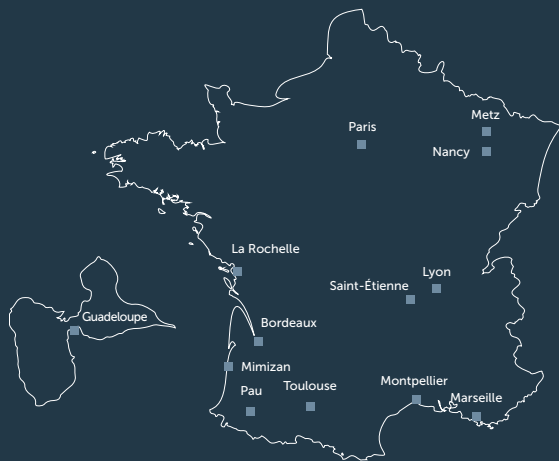 Metz
Paris
Nancy
La Rochelle
Lyon
Saint-Étienne
Guadeloupe
Bordeaux
Mimizan
Montpellier
Toulouse
Pau
Marseille